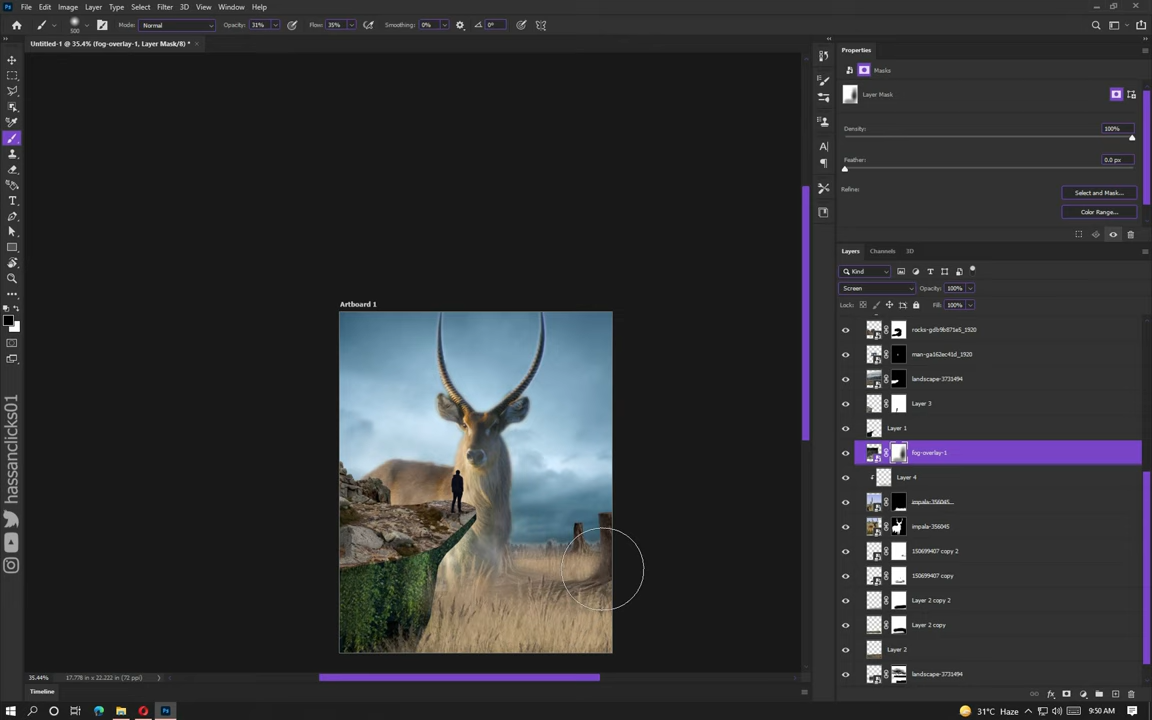 File Edit Image Layer Type Select Filter 3D View Window Help
500 Mode: Normal Opacity: 31% Flow: 35% Smoothing: 0% 0°
Untitled-1 @ 35.4% (fog-overlay-1, Layer Mask/8) *
Properties
Masks
Layer Mask
Density: 100%
Feather: 0.0 px
Refine: Select and Mask...
Color Range...
Layers Channels 3D
Kind
Screen Opacity: 100%
Lock: Fill: 100%
rocks-gdb9b871e5_1920
man-ga162ec41d_1920
landscape-3731494
Layer 3
Layer 1
fog-overlay-1
Layer 4
impala-356045
impala-356045
150699407 copy 2
150699407 copy
Layer 2 copy 2
Layer 2 copy
Layer 2
landscape-3731494
Artboard 1
hassanclicks01
35.44% 17.778 in x 22.222 in (72 ppi)
Timeline
31°C Haze 9:50 AM